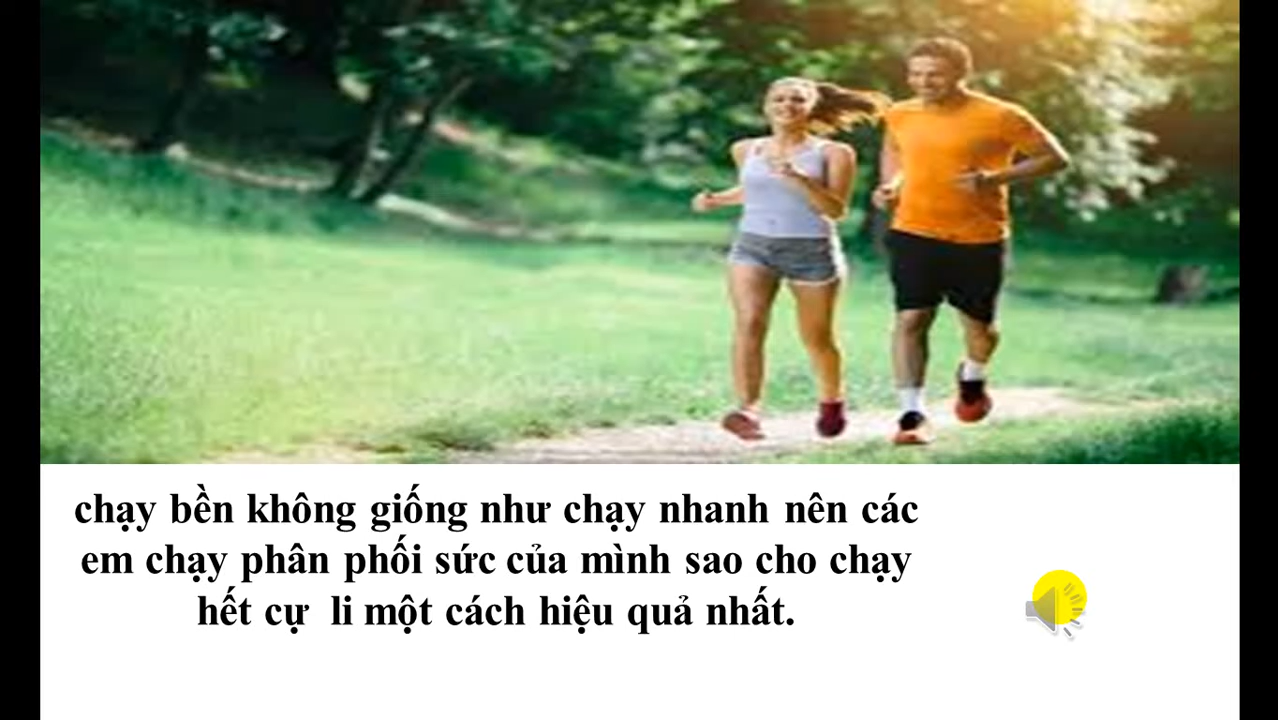 chạy bền không giống như chạy nhanh nên các
em chạy phân phối sức của mình sao cho chạy
hết cự li một cách hiệu quả nhất.